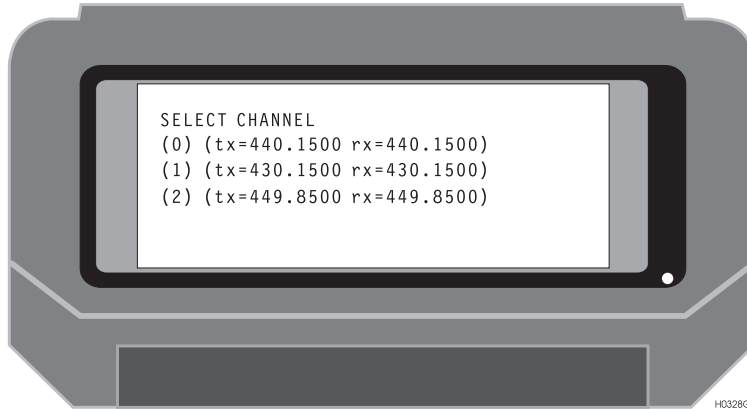 SELECT CHANNEL
(0) (tx=440.1500 rx=440.1500)
(1) (tx=430.1500 rx=430.1500)
(2) (tx=449.8500 rx=449.8500)
H0328G